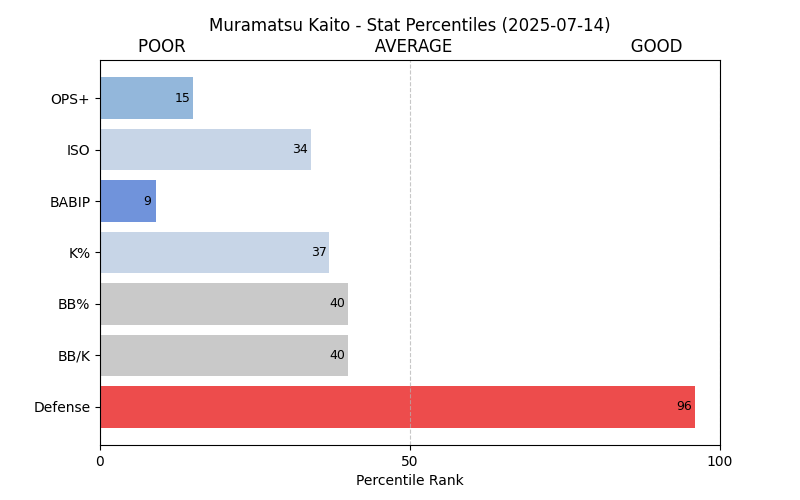 Muramatsu Kaito - Stat Percentiles (2025-07-14)
POOR AVERAGE GOOD
OPS+ 15
ISO 34
BABIP 9
K% 37
BB% 40
BB/K 40
Defense 96
0 50 100
Percentile Rank